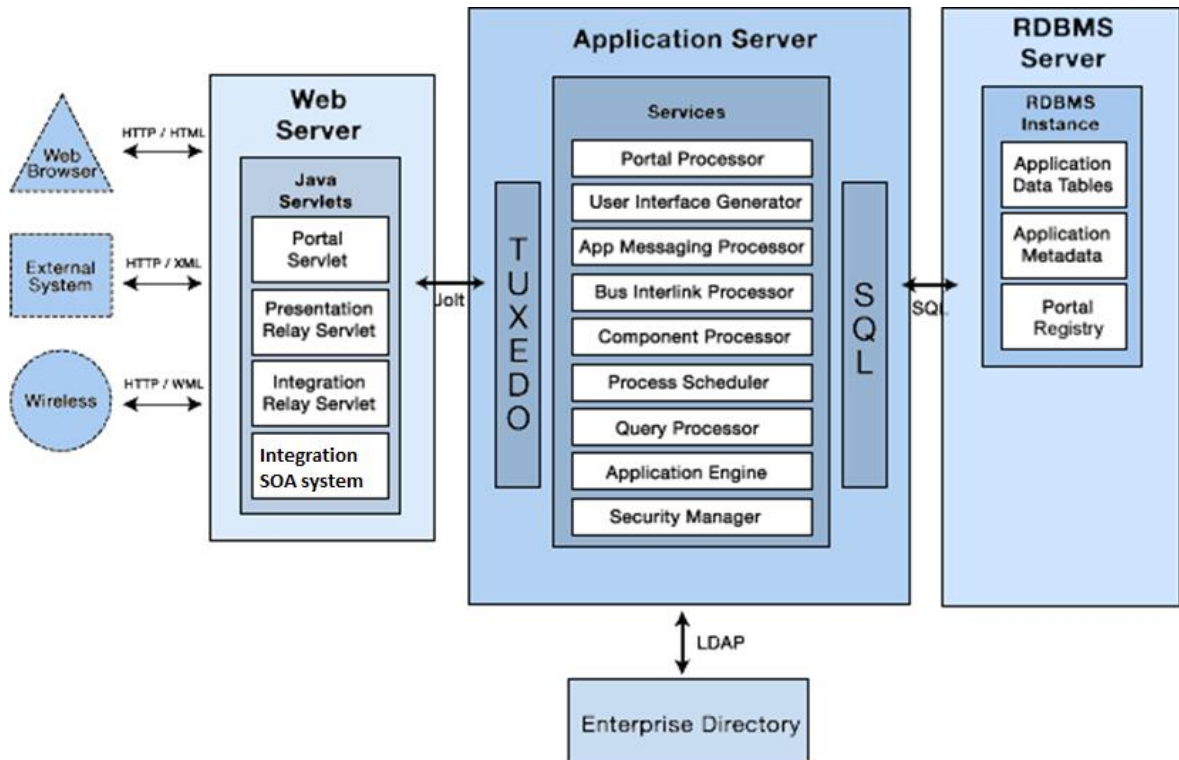 Web
Browser
HTTP / HTML
External
System
HTTP / XML
Wireless
HTTP / WML
Web
Server
Java
Servlets
Portal
Servlet
Presentation
Relay Servlet
Integration
Relay Servlet
Integration
SOA system
Jolt
Application Server
TUXEDO
Services
Portal Processor
User Interface Generator
App Messaging Processor
Bus Interlink Processor
Component Processor
Process Scheduler
Query Processor
Application Engine
Security Manager
SQL
SQL
RDBMS
Server
RDBMS
Instance
Application
Data Tables
Application
Metadata
Portal
Registry
LDAP
Enterprise Directory